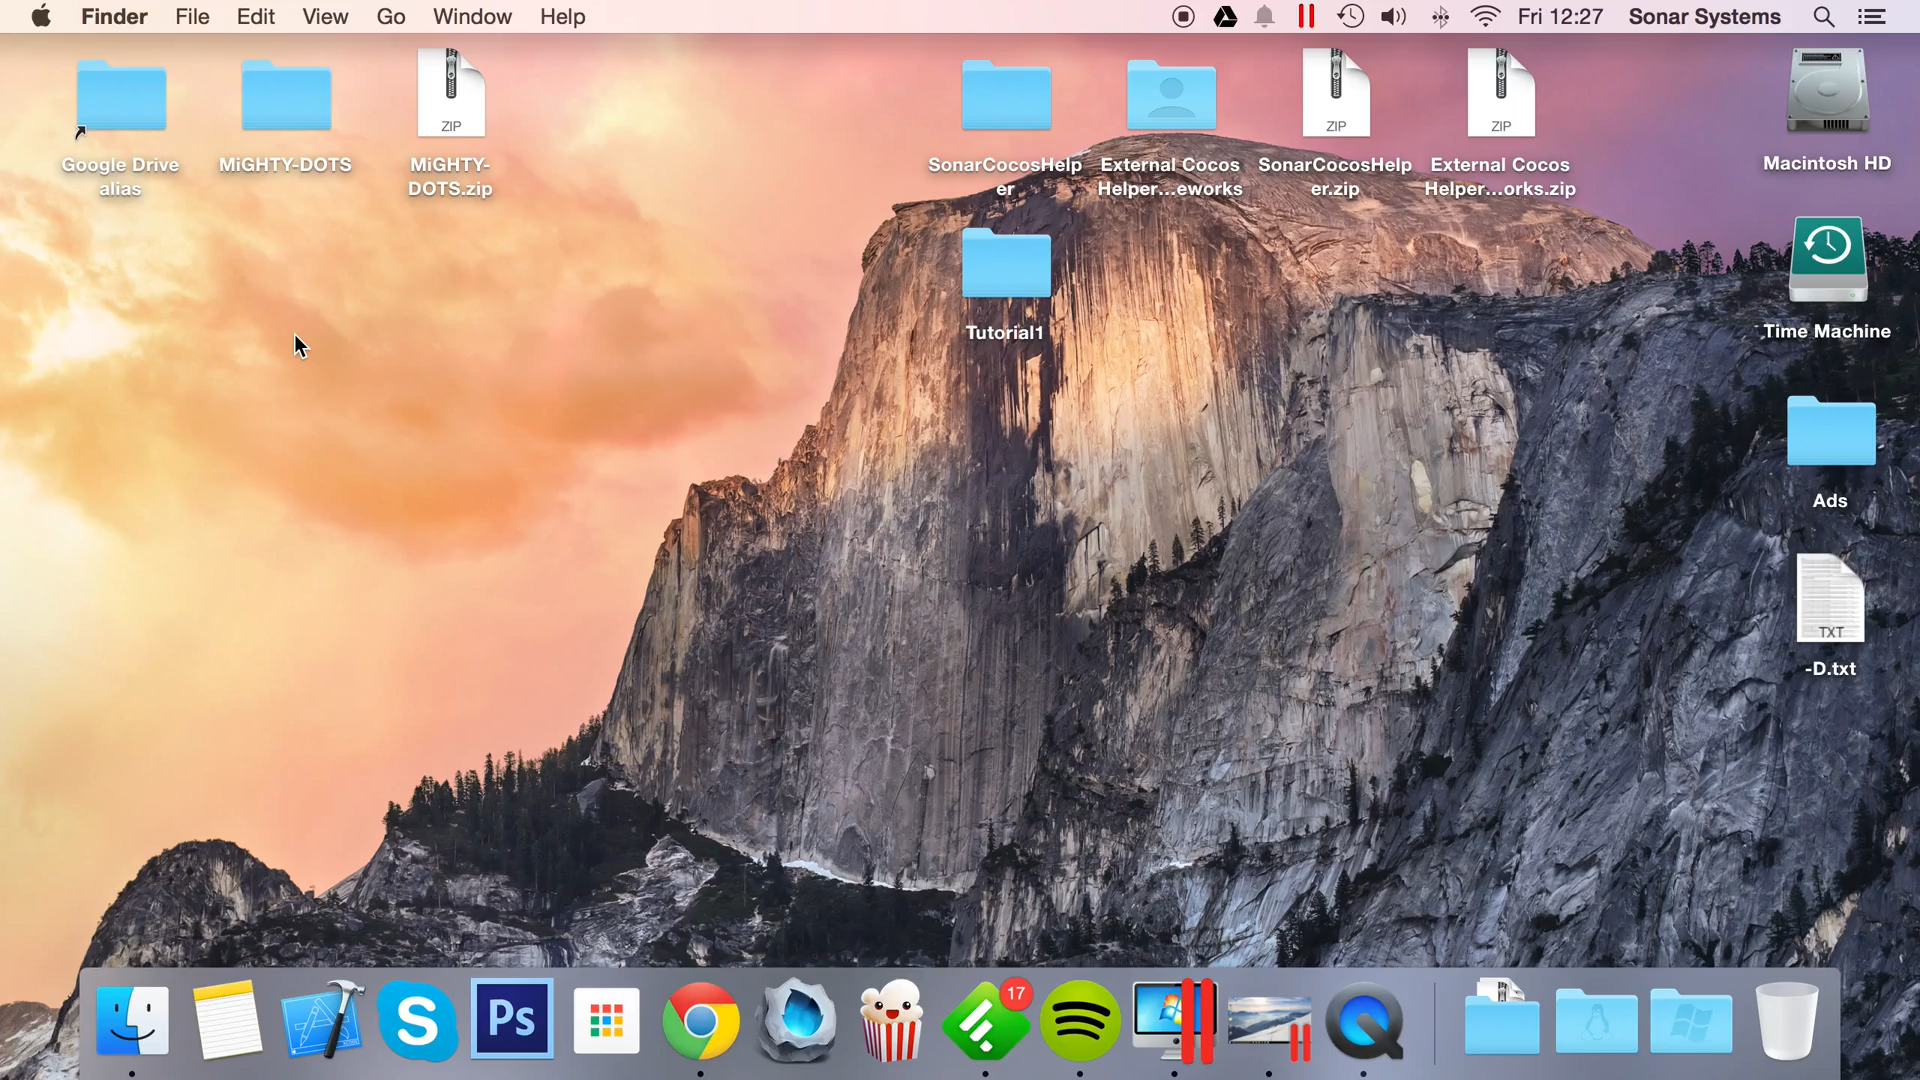 Finder File Edit View Go Window Help Fri 12:27 Sonar Systems
ZIP
ZIP
ZIP
Google Drive
alias
MiGHTY-DOTS
MiGHTY-
DOTS.zip
SonarCocosHelp
er
External Cocos
Helper...eworks
SonarCocosHelp
er.zip
External Cocos
Helper...orks.zip
Macintosh HD
Tutorial1
Time Machine
Ads
TXT
-D.txt
S
Ps
17